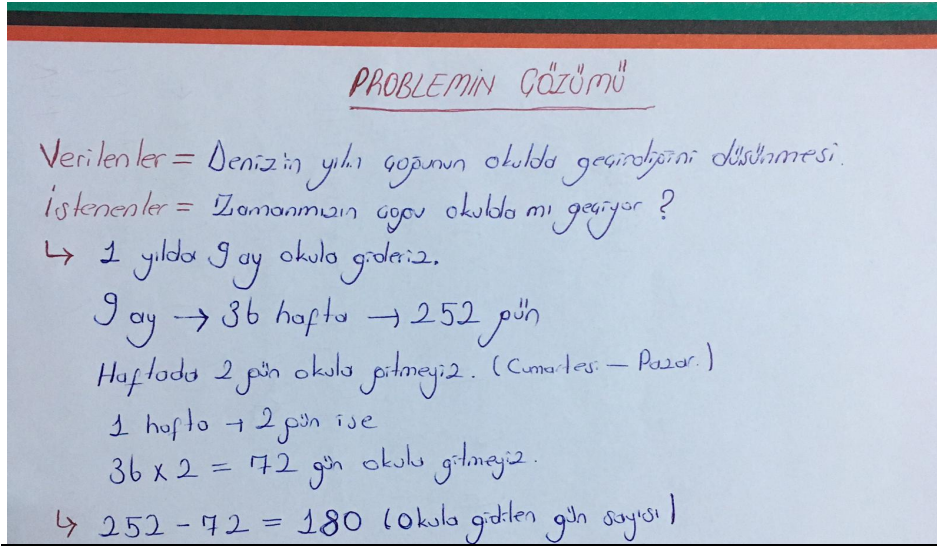 PROBLEMİN ÇÖZÜMÜ
Verilenler = Deniz'in yılın çoğunun okulda geçirdiğini düşünmesi.
İstenenler = Zamanımızın çoğu okulda mı geçiyor ?
↳ 1 yılda 9 ay okula gideriz.
9 ay → 36 hafta → 252 gün
Haftada 2 gün okula gitmeyiz. (Cumartesi - Pazar.)
1 hafta → 2 gün ise
36 x 2 = 72 gün okula gitmeyiz.
↳ 252 - 72 = 180 (Okula gidilen gün sayısı)